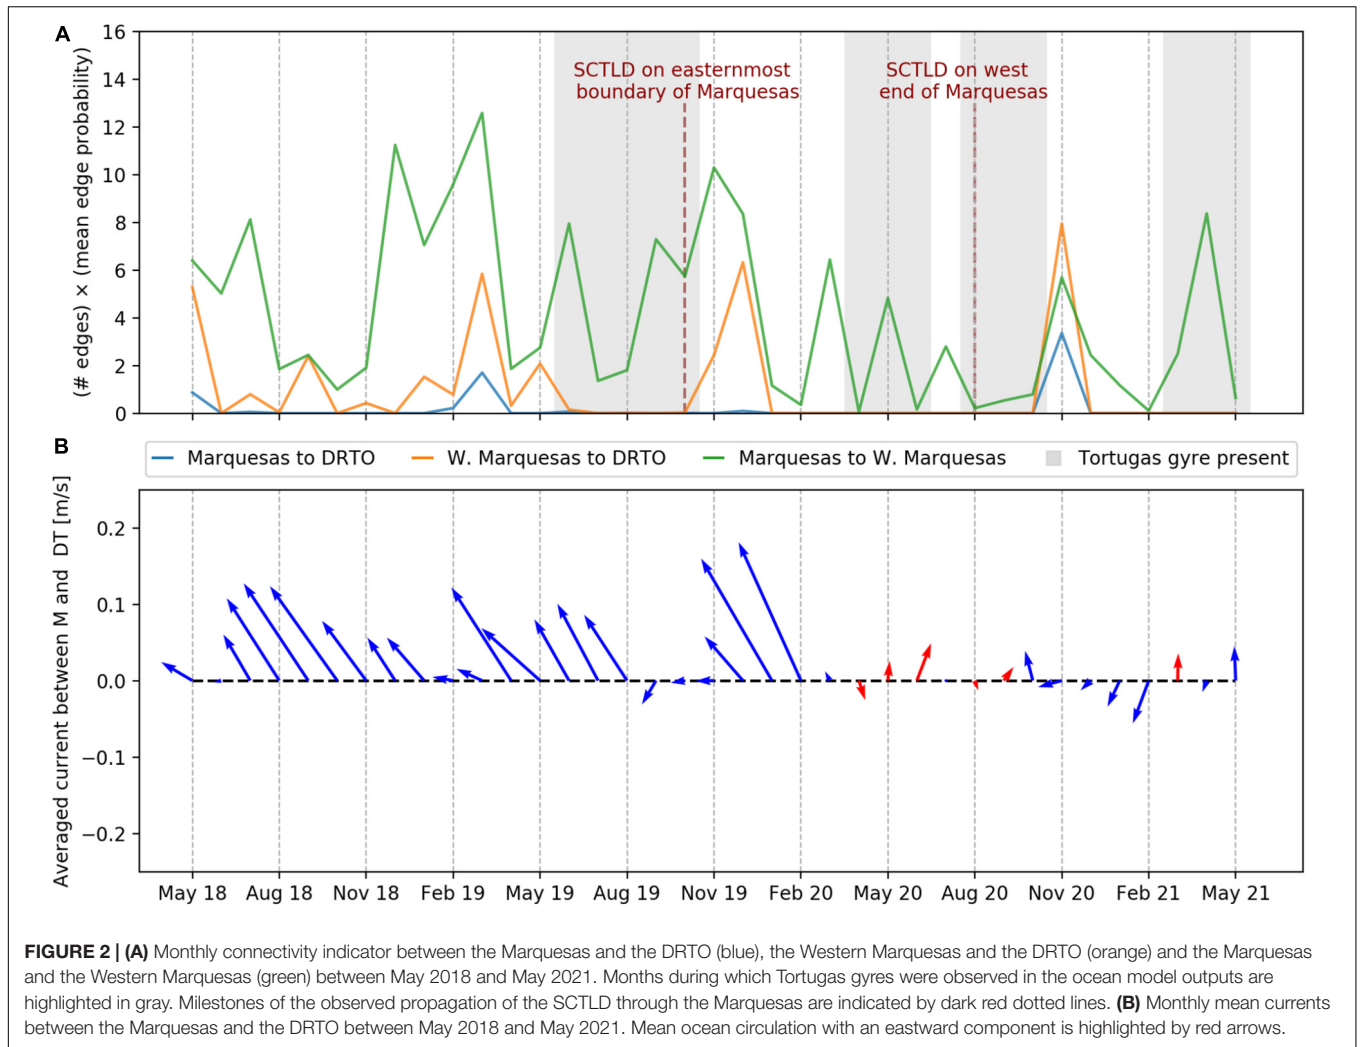 A
16
14
12
10
8
6
4
2
0
(# edges) × (mean edge probability)
SCTLD on easternmost
boundary of Marquesas
SCTLD on west
end of Marquesas
B
Marquesas to DRTO
W. Marquesas to DRTO
Marquesas to W. Marquesas
Tortugas gyre present
0.2
0.1
0.0
−0.1
−0.2
Averaged current between M and DT [m/s]
May 18 Aug 18 Nov 18 Feb 19 May 19 Aug 19 Nov 19 Feb 20 May 20 Aug 20 Nov 20 Feb 21 May 21
FIGURE 2 | (A) Monthly connectivity indicator between the Marquesas and the DRTO (blue), the Western Marquesas and the DRTO (orange) and the Marquesas
and the Western Marquesas (green) between May 2018 and May 2021. Months during which Tortugas gyres were observed in the ocean model outputs are
highlighted in gray. Milestones of the observed propagation of the SCTLD through the Marquesas are indicated by dark red dotted lines. (B) Monthly mean currents
between the Marquesas and the DRTO between May 2018 and May 2021. Mean ocean circulation with an eastward component is highlighted by red arrows.